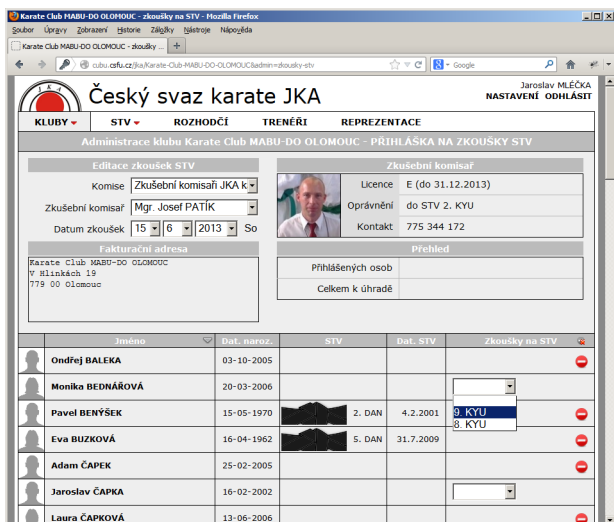 Karate Club MABU-DO OLOMOUC - zkoušky na STV - Mozilla Firefox
Soubor Úpravy Zobrazení Historie Záložky Nástroje Nápověda
Karate Club MABU-DO OLOMOUC - zkoušky ... +
cubu.csfu.cz/jka/Karate-Club-MABU-DO-OLOMOUC&admin=zkousky-stv Google
JKA Český svaz karate JKA
Jaroslav MLÉČKA
NASTAVENÍ ODHLÁSIT
KLUBY STV ROZHODČÍ TRENÉŘI REPREZENTACE
Administrace klubu Karate Club MABU-DO OLOMOUC - PŘIHLÁŠKA NA ZKOUŠKY STV
Editace zkoušek STV
Komise Zkušební komisaři JKA k
Zkušební komisař Mgr. Josef PATÍK
Datum zkoušek 15 6 2013 So
Zkušební komisař
Licence E (do 31.12.2013)
Oprávnění do STV 2. KYU
Kontakt 775 344 172
Fakturační adresa
Karate Club MABU-DO OLOMOUC
V Hlinkách 19
779 00 Olomouc
Přehled
Přihlášených osob
Celkem k úhradě
Jméno Dat. naroz. STV Dat. STV Zkoušky na STV
Ondřej BALEKA 03-10-2005
Monika BEDNÁŘOVÁ 20-03-2006
9. KYU
8. KYU
Pavel BENÝŠEK 15-05-1970 2. DAN 4.2.2001
Eva BUZKOVÁ 16-04-1962 5. DAN 31.7.2009
Adam ČAPEK 25-02-2005
Jaroslav ČAPKA 16-02-2002
Laura ČAPKOVÁ 13-06-2006